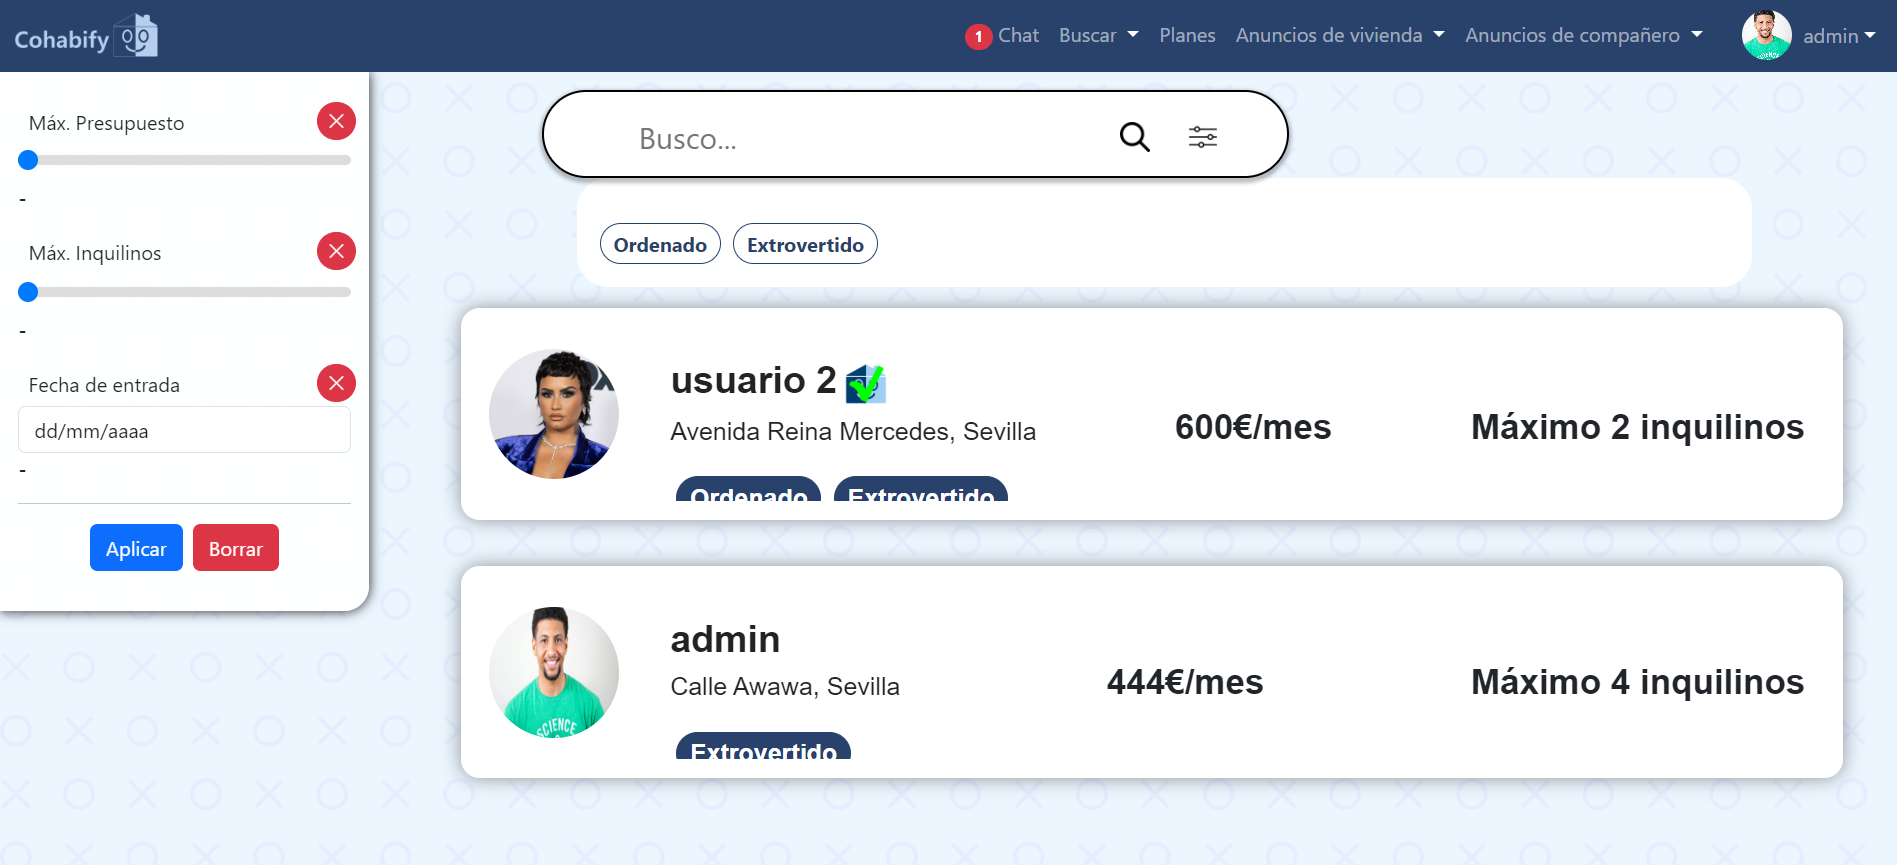 Cohabify
1 Chat Buscar Planes Anuncios de vivienda Anuncios de compañero admin
Máx. Presupuesto
-
Máx. Inquilinos
-
Fecha de entrada
dd/mm/aaaa
-
Aplicar Borrar
Busco...
Ordenado Extrovertido
usuario 2
Avenida Reina Mercedes, Sevilla
600€/mes
Máximo 2 inquilinos
Ordenado Extrovertido
admin
Calle Awawa, Sevilla
444€/mes
Máximo 4 inquilinos
Extrovertido
SCIENCE